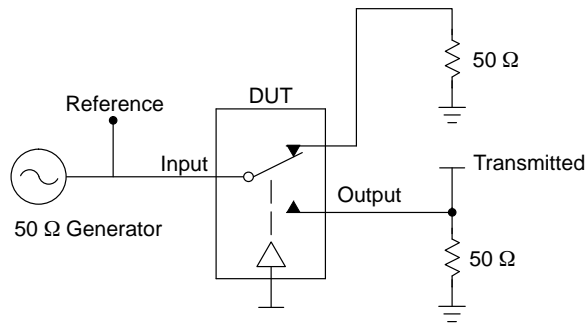 50 Ω
DUT
Reference
Input
Transmitted
Output
50 Ω Generator
50 Ω